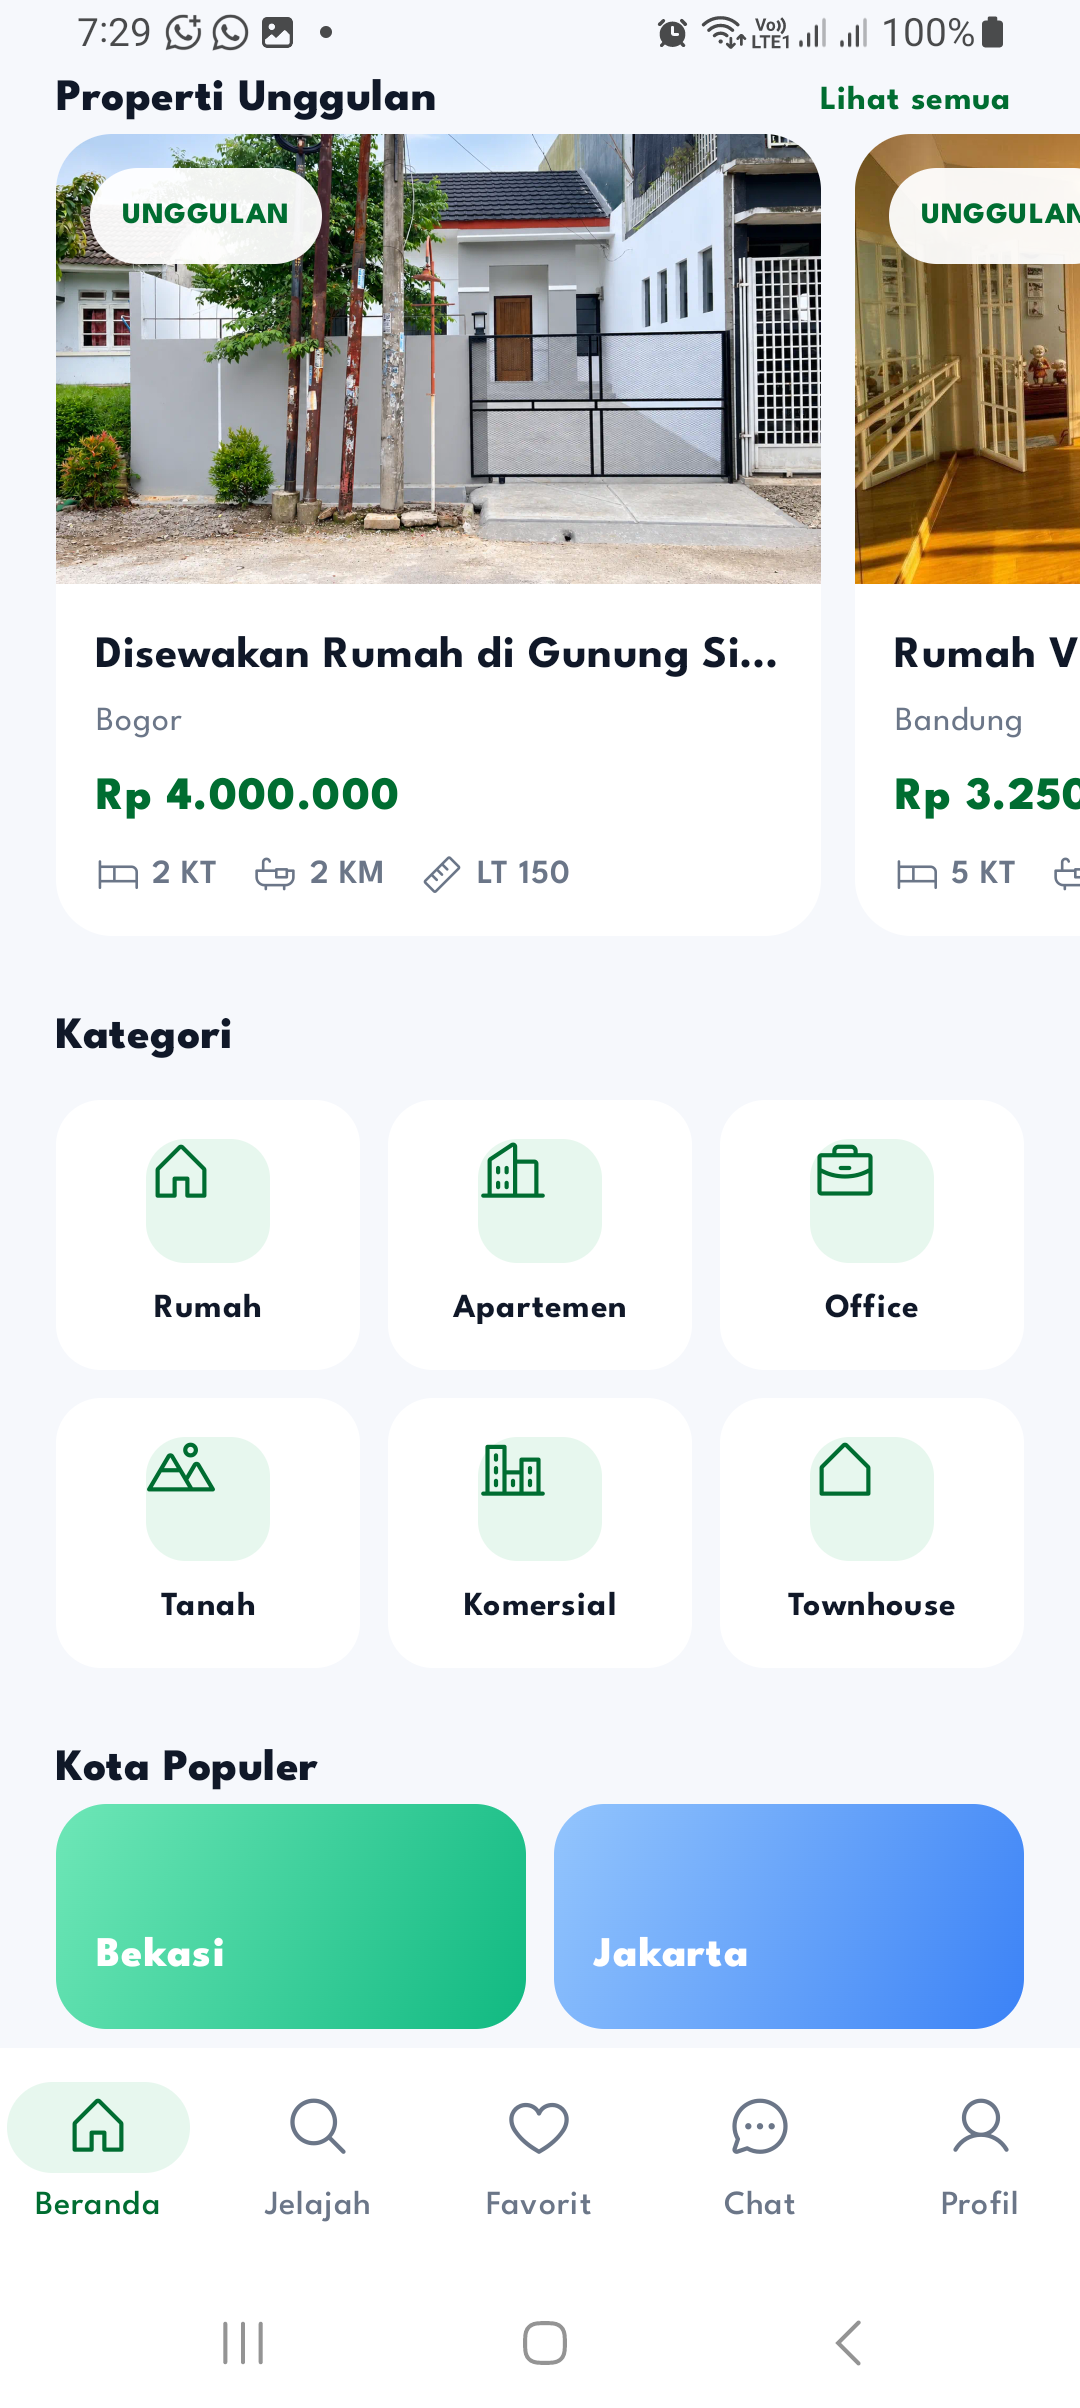 7:29
Vo))
LTE1
100%
Properti Unggulan
Lihat semua
UNGGULAN
UNGGULAN
Disewakan Rumah di Gunung Si...
Bogor
Rp 4.000.000
2 KT
2 KM
LT 150
Rumah V
Bandung
Rp 3.250
5 KT
Kategori
Rumah
Apartemen
Office
Tanah
Komersial
Townhouse
Kota Populer
Bekasi
Jakarta
Beranda
Jelajah
Favorit
Chat
Profil